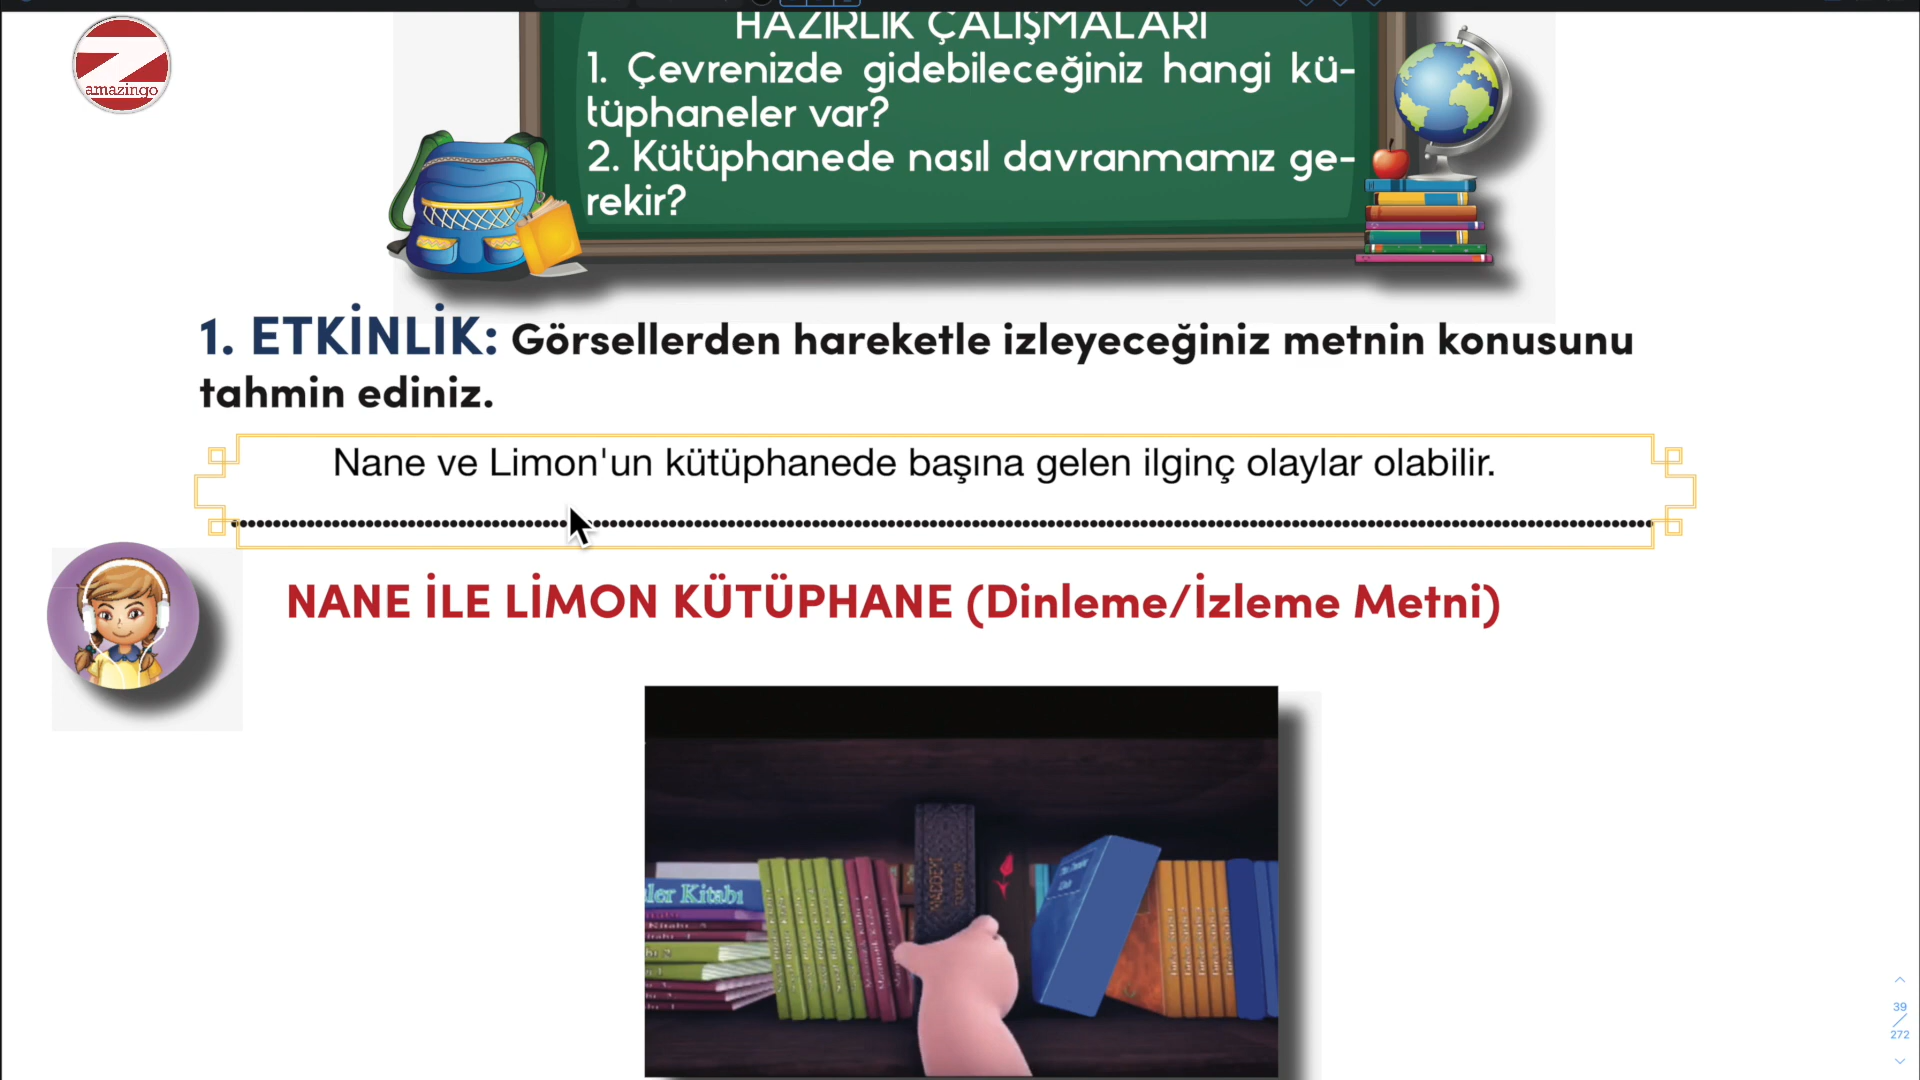 HAZIRLIK ÇALIŞMALARI
1. Çevrenizde gidebileceğiniz hangi kü-
tüphaneler var?
2. Kütüphanede nasıl davranmamız ge-
rekir?
amazingo
1. ETKİNLİK: Görsellerden hareketle izleyeceğiniz metnin konusunu
tahmin ediniz.
Nane ve Limon'un kütüphanede başına gelen ilginç olaylar olabilir.
NANE İLE LİMON KÜTÜPHANE (Dinleme/İzleme Metni)
ler Kitabı
39
272